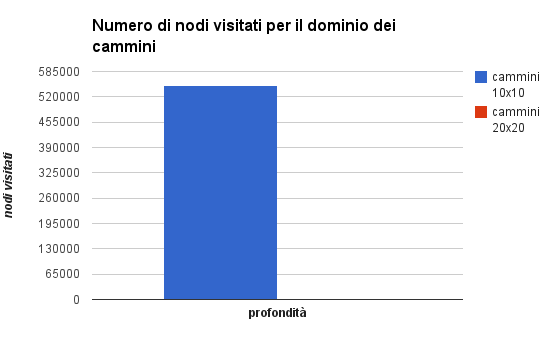 Numero di nodi visitati per il dominio dei
cammini
585000
520000
455000
390000
325000
260000
195000
130000
65000
0
nodi visitati
profondità
cammini
10x10
cammini
20x20